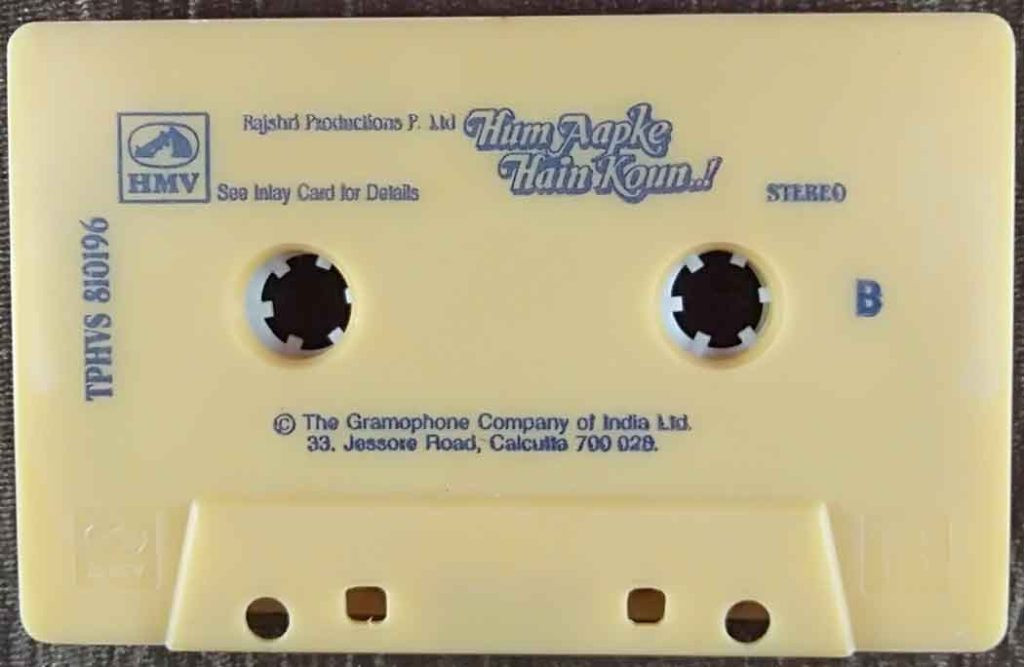 Rajshri Productions P. Ltd
Hum Aapke
Hain Koun..!
HMV
See Inlay Card for Details
STEREO
TPHVS 810196
B
© The Gramophone Company of India Ltd.
33, Jessore Road, Calcutta 700 028.
HMV